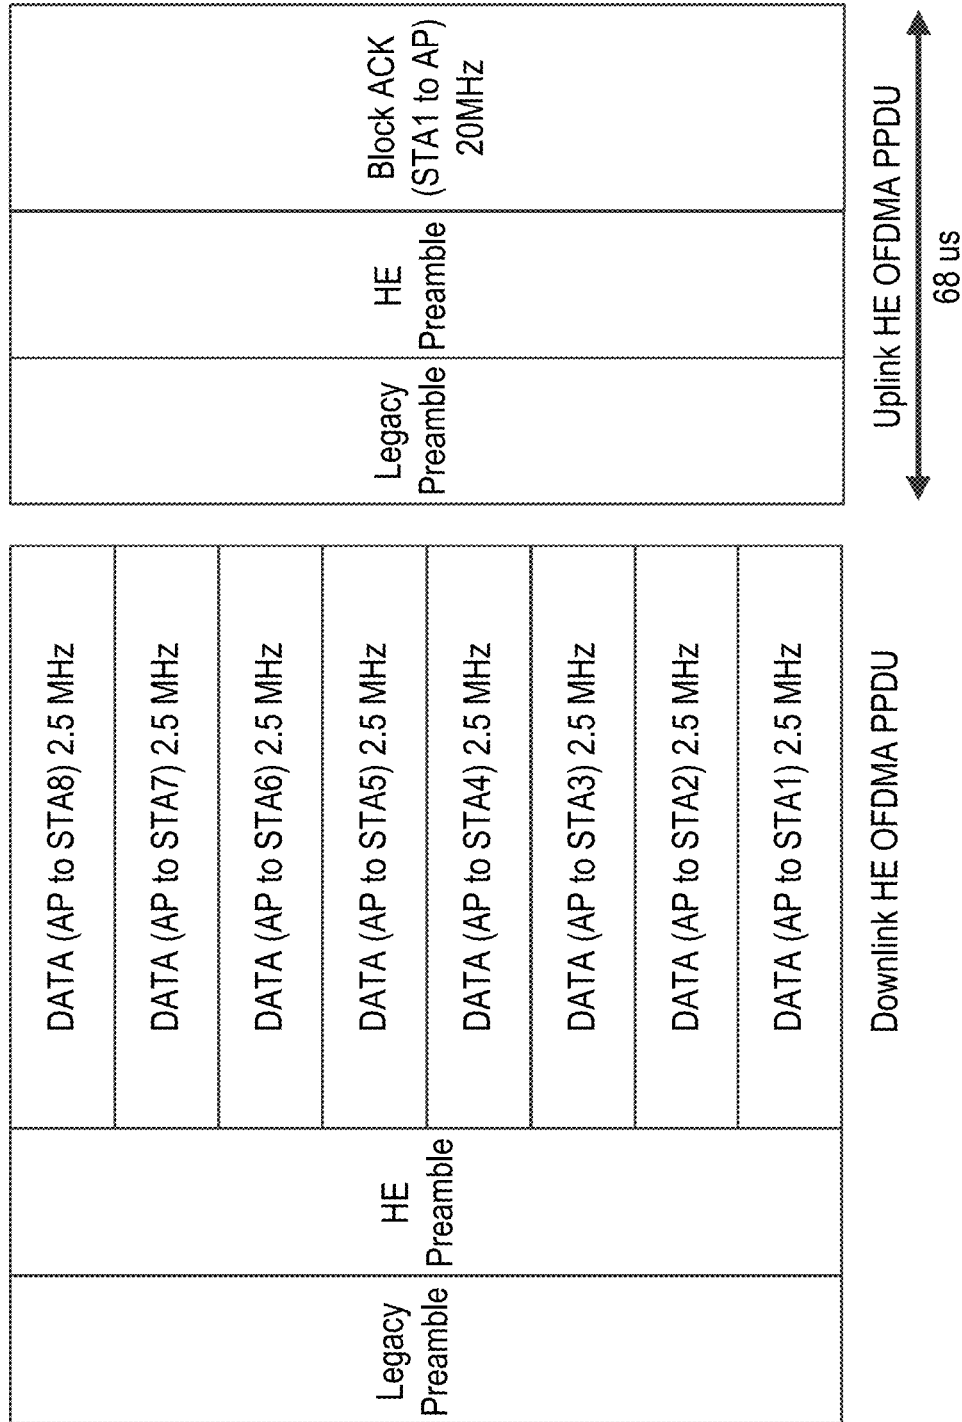 Legacy
Preamble
HE
Preamble
DATA (AP to STA8) 2.5 MHz
DATA (AP to STA7) 2.5 MHz
DATA (AP to STA6) 2.5 MHz
DATA (AP to STA5) 2.5 MHz
DATA (AP to STA4) 2.5 MHz
DATA (AP to STA3) 2.5 MHz
DATA (AP to STA2) 2.5 MHz
DATA (AP to STA1) 2.5 MHz
Downlink HE OFDMA PPDU
Legacy
Preamble
HE
Preamble
Block ACK
(STA1 to AP)
20MHz
Uplink HE OFDMA PPDU
68 us